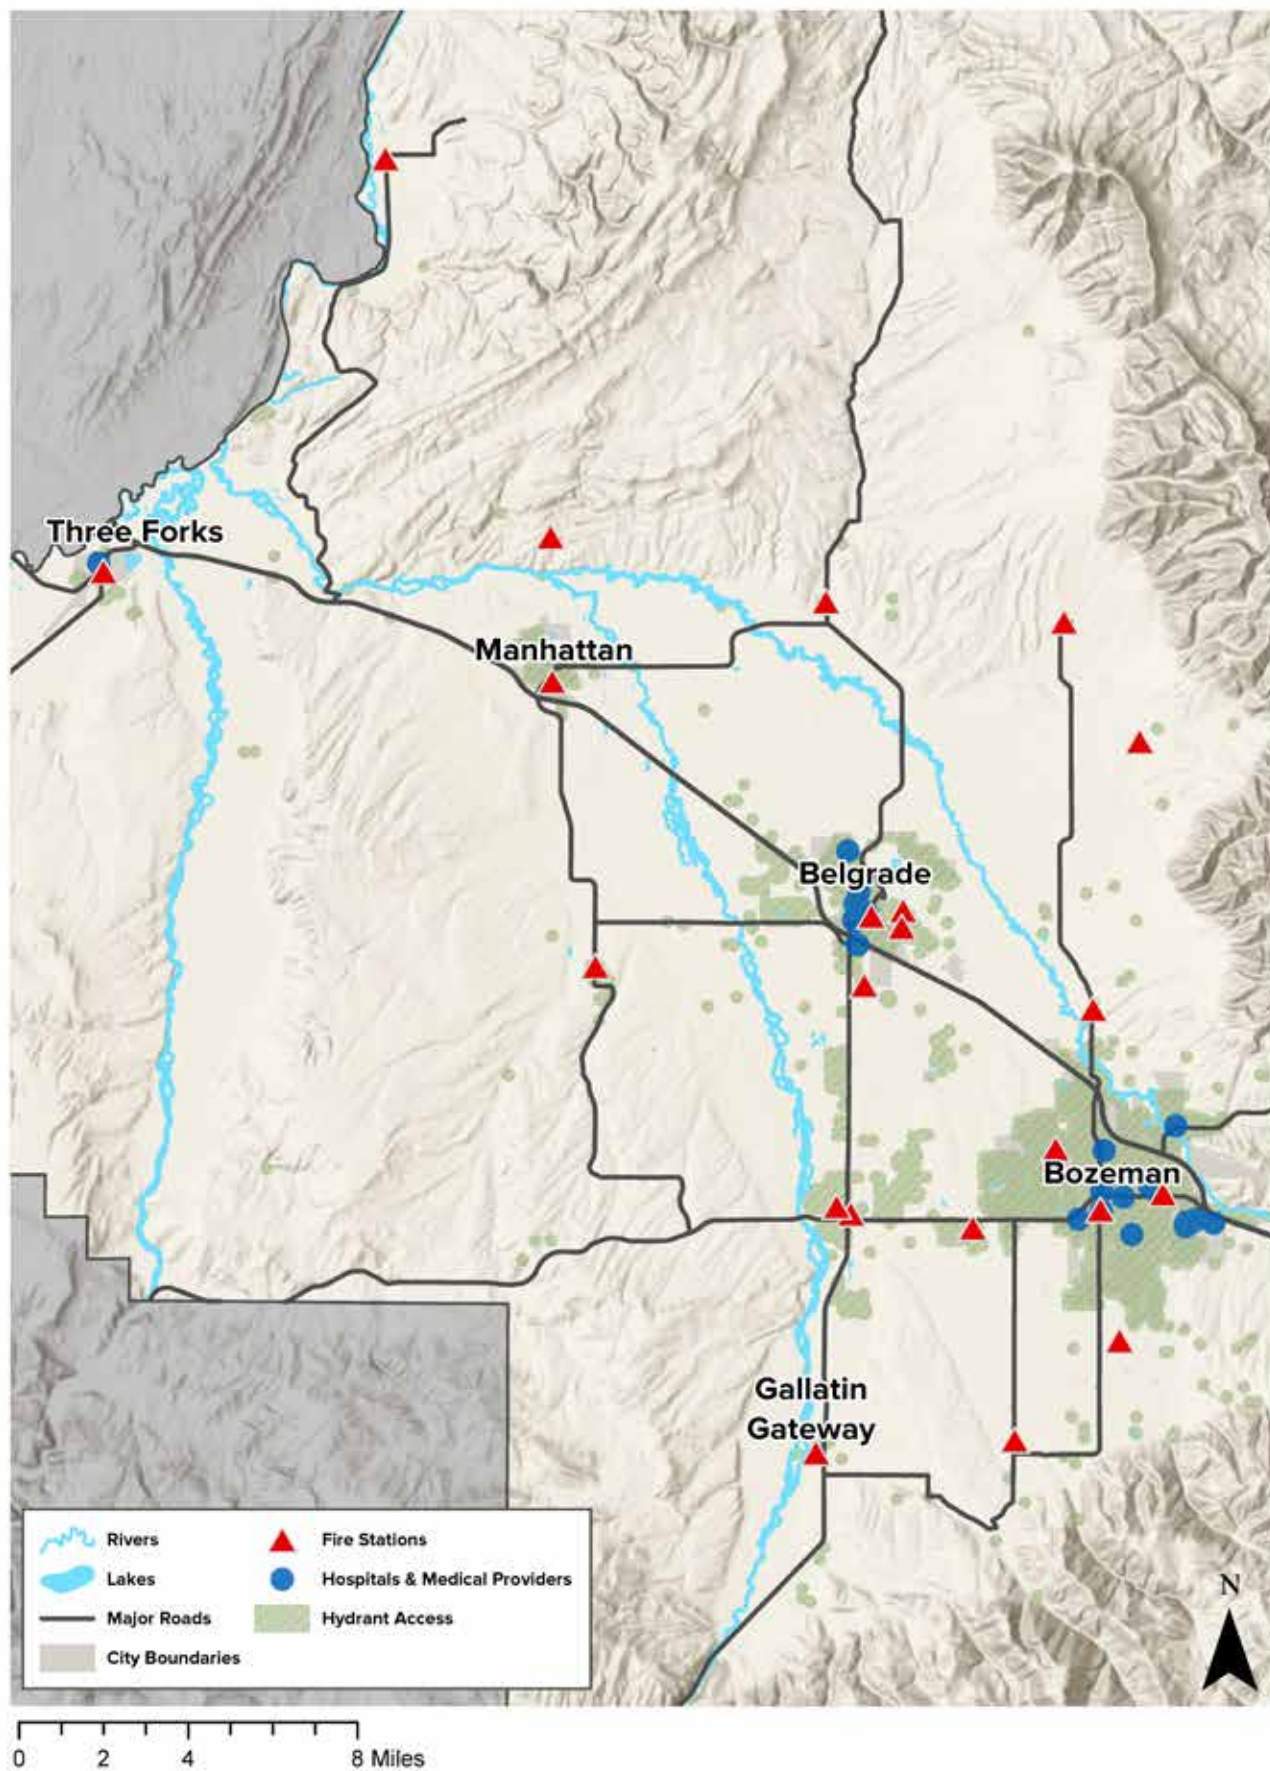 Three Forks
Manhattan
Belgrade
Bozeman
Gallatin
Gateway
Rivers
Fire Stations
Lakes
Hospitals & Medical Providers
Major Roads
Hydrant Access
City Boundaries
N
0 2 4 8 Miles